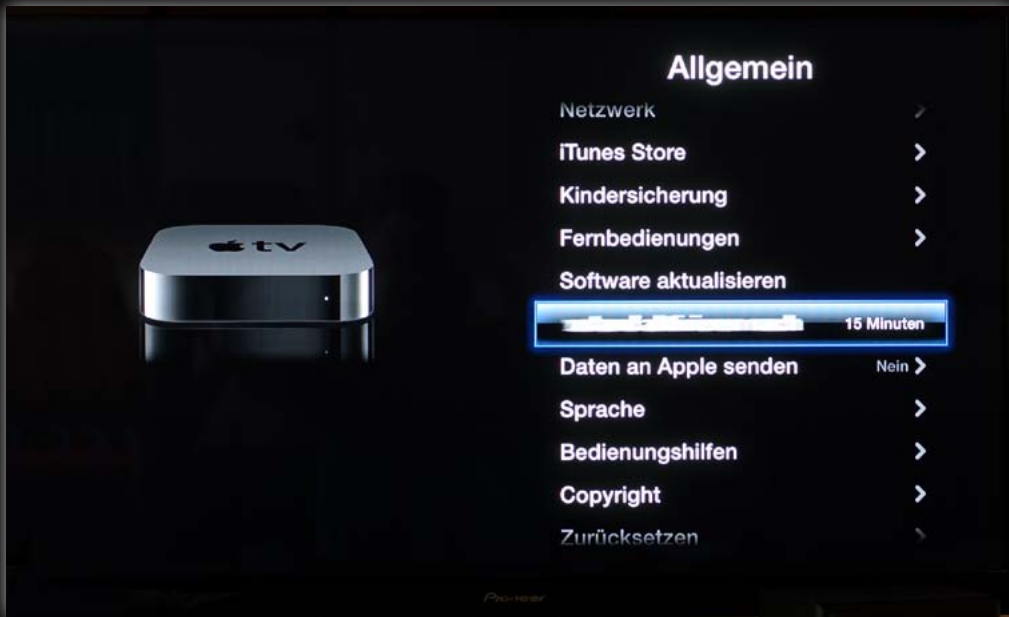 Allgemein
Netzwerk
iTunes Store
Kindersicherung
Fernbedienungen
Software aktualisieren
15 Minuten
Daten an Apple senden Nein
Sprache
Bedienungshilfen
Copyright
Zurücksetzen
tv
Pioneer